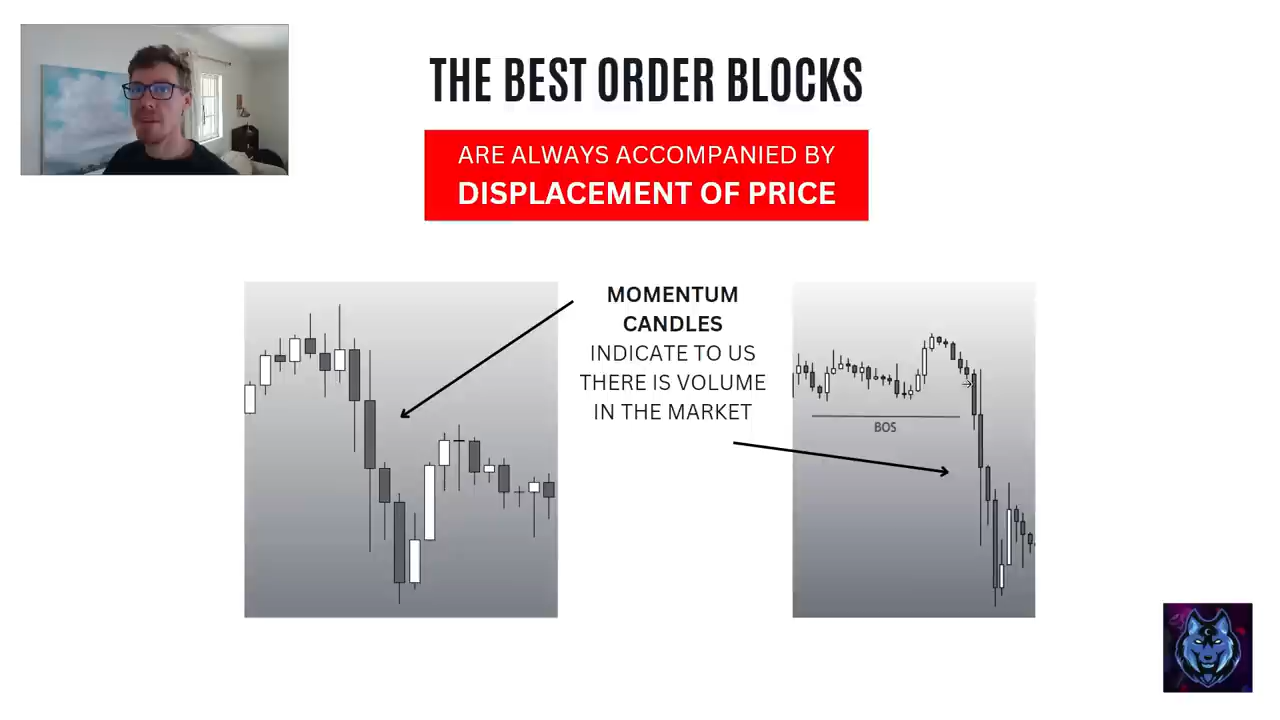 THE BEST ORDER BLOCKS
ARE ALWAYS ACCOMPANIED BY
DISPLACEMENT OF PRICE
MOMENTUM
CANDLES
INDICATE TO US
THERE IS VOLUME
IN THE MARKET
BOS